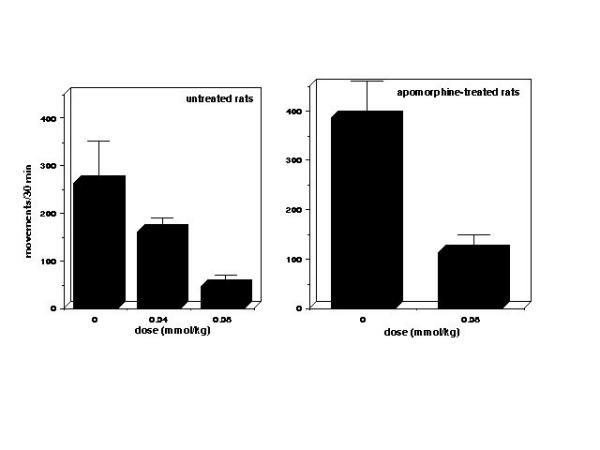 untreated rats
400
300
200
100
0
movements/30 min
0 0.04 0.08
dose (mmol/kg)
apomorphine-treated rats
400
300
200
100
0
0 0.08
dose (mmol/kg)